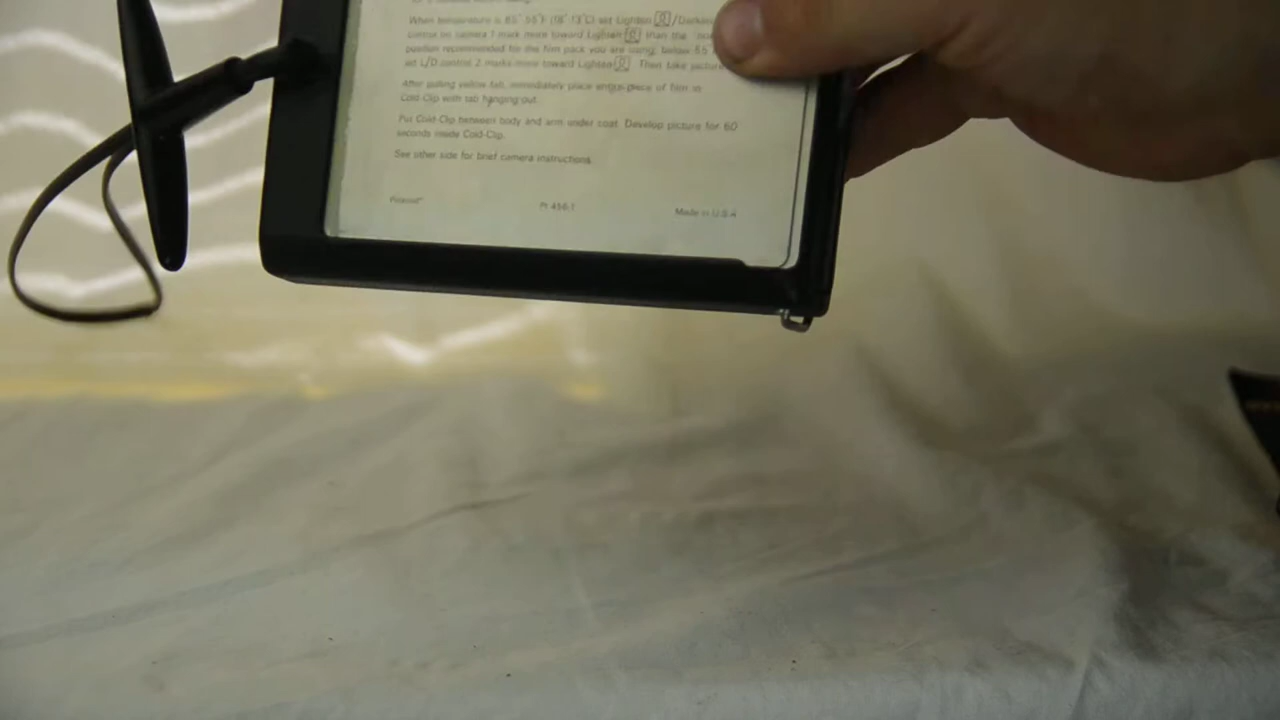 When temperature is 65°-55°F (18°-13°C) set Lighten /Darken
control on camera 1 mark more toward Lighten than the
position recommended for the film pack you are using; below 55°
set L/D control 2 marks more toward Lighten . Then take picture
After pulling yellow tab, immediately place entire piece of film in
Cold-Clip with tab hanging out.
Put Cold-Clip between body and arm under coat. Develop picture for 60
seconds inside Cold-Clip.
See other side for brief camera instructions.
Polaroid® Made in U.S.A.